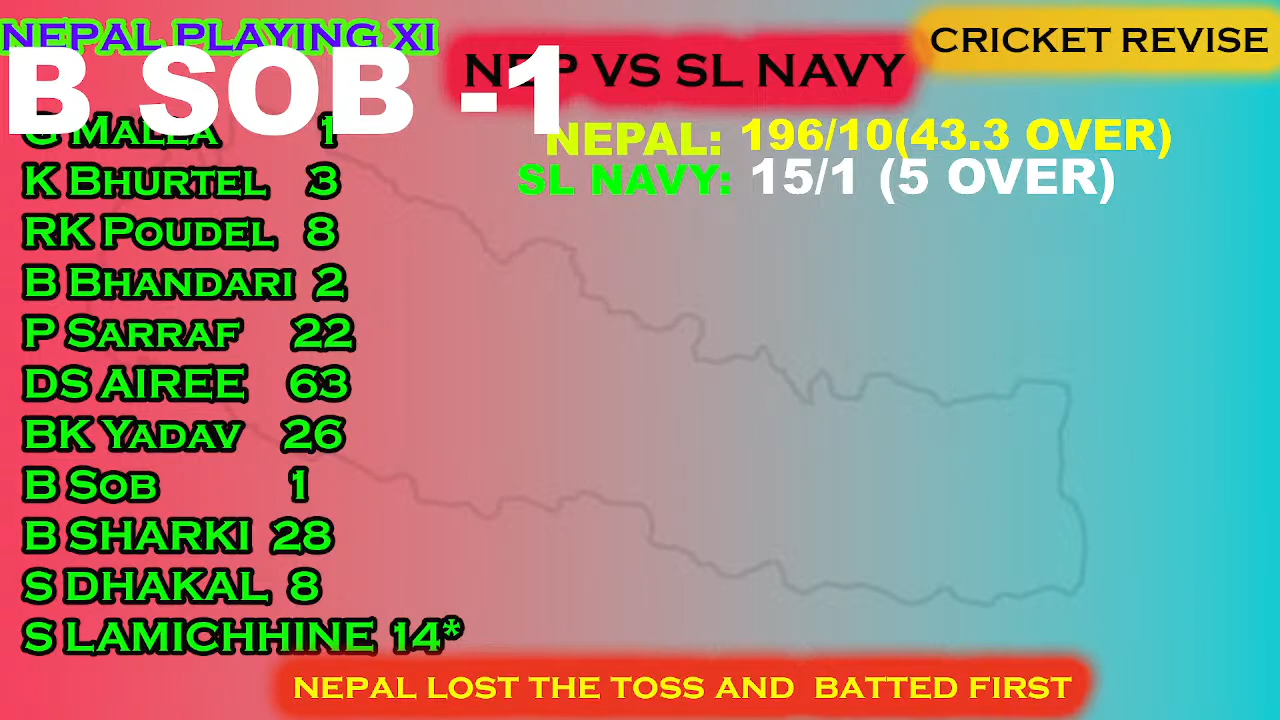 NEPAL PLAYING XI
B SOB -1
NEP VS SL NAVY
CRICKET REVISE
NEPAL: 196/10(43.3 OVER)
SL NAVY: 15/1 (5 OVER)
G MALLA 1
K BHURTEL 3
RK POUDEL 8
B BHANDARI 2
P SARRAF 22
DS AIREE 63
BK YADAV 26
B SOB 1
B SHARKI 28
S DHAKAL 8
S LAMICHHINE 14*
NEPAL LOST THE TOSS AND BATTED FIRST